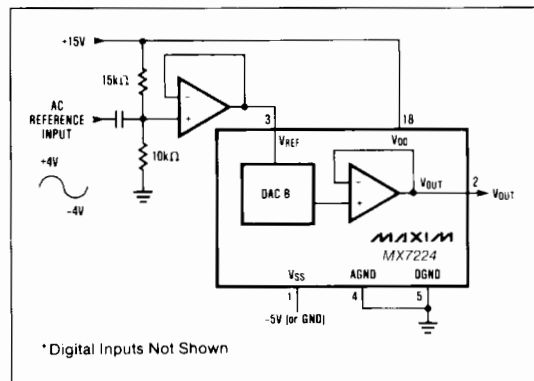 +15V
15kΩ
AC
REFERENCE
INPUT
+4V
-4V
10kΩ
-
+
3
VREF
18
VDD
DAC B
-
+
VOUT
2
VOUT
MAXIM
MX7224
VSS
1
AGND
4
DGND
5
-5V (or GND)
*Digital Inputs Not Shown